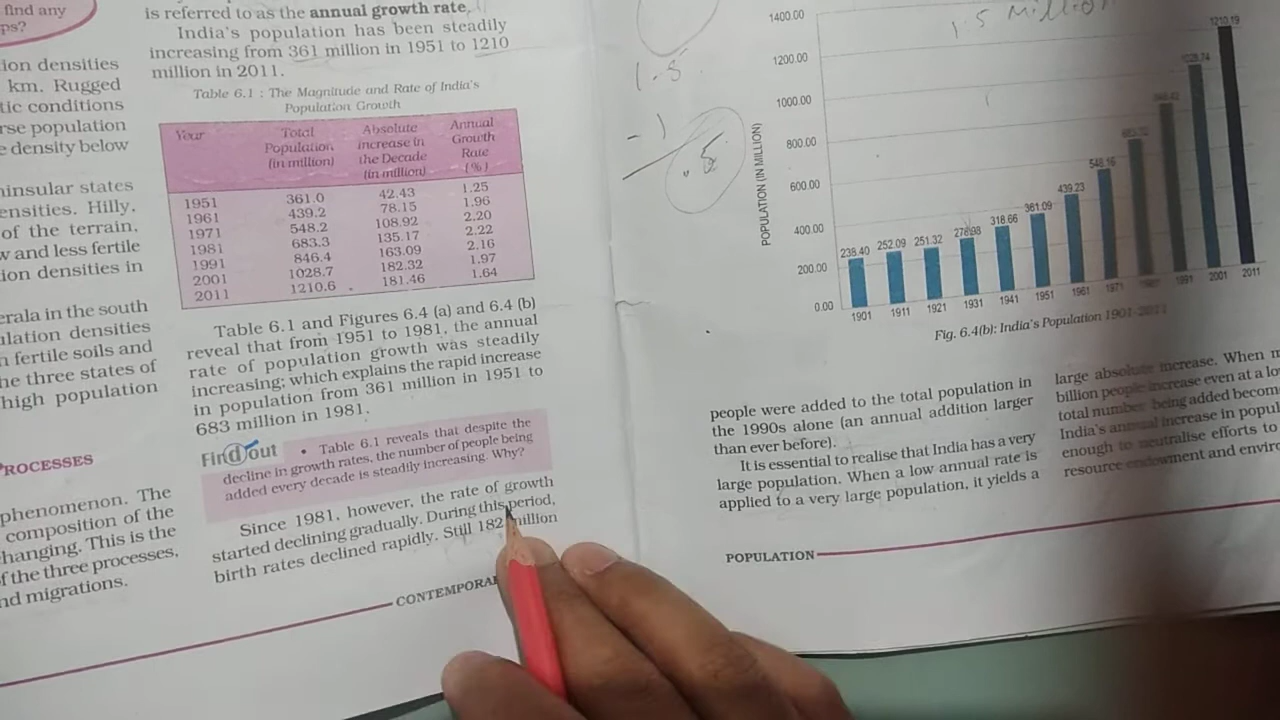 find any
ps?
ion densities
km. Rugged
tic conditions
rse population
e density below
ninsular states
ensities. Hilly,
of the terrain,
w and less fertile
ion densities in
erala in the south
ulation densities
n fertile soils and
he three states of
high population
PROCESSES
phenomenon. The
composition of the
hanging. This is the
f the three processes,
nd migrations.
is referred to as the annual growth rate.
India's population has been steadily
increasing from 361 million in 1951 to 1210
million in 2011.
Table 6.1 : The Magnitude and Rate of India's
Population Growth
Year Total Population (in million) Absolute increase in the Decade (in million) Annual Growth Rate (%)
1951 361.0 42.43 1.25
1961 439.2 78.15 1.96
1971 548.2 108.92 2.20
1981 683.3 135.17 2.22
1991 846.4 163.09 2.16
2001 1028.7 182.32 1.97
2011 1210.6 181.46 1.64
Table 6.1 and Figures 6.4 (a) and 6.4 (b)
reveal that from 1951 to 1981, the annual
rate of population growth was steadily
increasing; which explains the rapid increase
in population from 361 million in 1951 to
683 million in 1981.
Find out • Table 6.1 reveals that despite the
decline in growth rates, the number of people being
added every decade is steadily increasing. Why?
Since 1981, however, the rate of growth
started declining gradually. During this period,
birth rates declined rapidly. Still 182 million
CONTEMPORA
1.5
- 1
.5
1.5 Million
POPULATION (IN MILLION)
1400.00
1200.00
1000.00
800.00
600.00
400.00
200.00
0.00
238.40 252.09 251.32 278.98 318.66 361.09 439.23 548.16 1028.74 1210.19
1901 1911 1921 1931 1941 1951 1961 1971 1991 2001 2011
Fig. 6.4(b): India's Population 1901-2011
people were added to the total population in
the 1990s alone (an annual addition larger
than ever before).
It is essential to realise that India has a very
large population. When a low annual rate is
applied to a very large population, it yields a
large absolute increase. When m
billion people increase even at a lo
total number being added becom
India's annual increase in popul
enough to neutralise efforts to
resource endowment and enviro
POPULATION